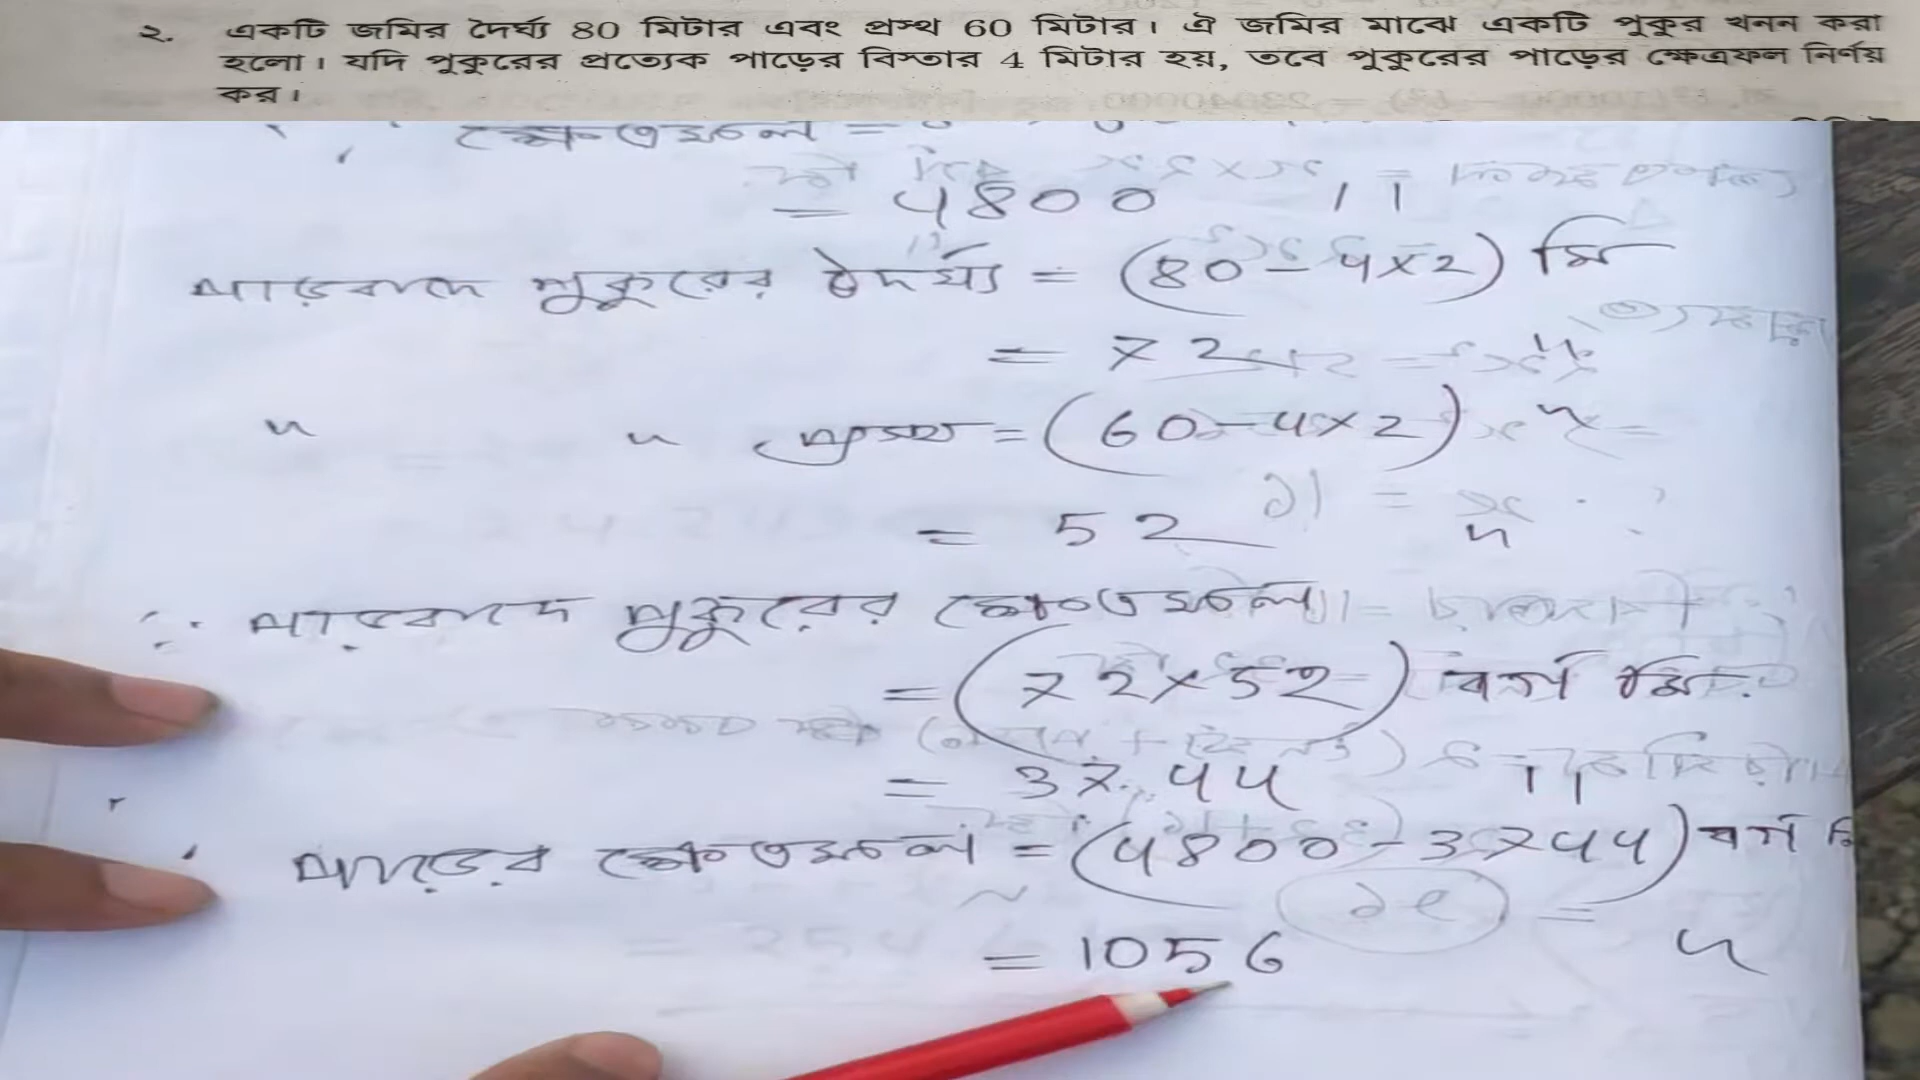 ২. একটি জমির দৈর্ঘ্য 80 মিটার এবং প্রস্থ 60 মিটার। ঐ জমির মাঝে একটি পুকুর খনন করা
হলো। যদি পুকুরের প্রত্যেক পাড়ের বিস্তার 4 মিটার হয়, তবে পুকুরের পাড়ের ক্ষেত্রফল নির্ণয়
কর।
ক্ষেত্রফল =
= 4800 ''
পাড়বাদে পুকুরের দৈর্ঘ্য = (80 - 4×2) মি
= 72 "
" " প্রস্থ = (60 - 4×2) "
= 52 "
∴ পাড়বাদে পুকুরের ক্ষেত্রফল
= (72×52) বর্গ মি.
= 3744 ''
∴ পাড়ের ক্ষেত্রফল = (4800 - 3744) বর্গ মি
= 1056 "